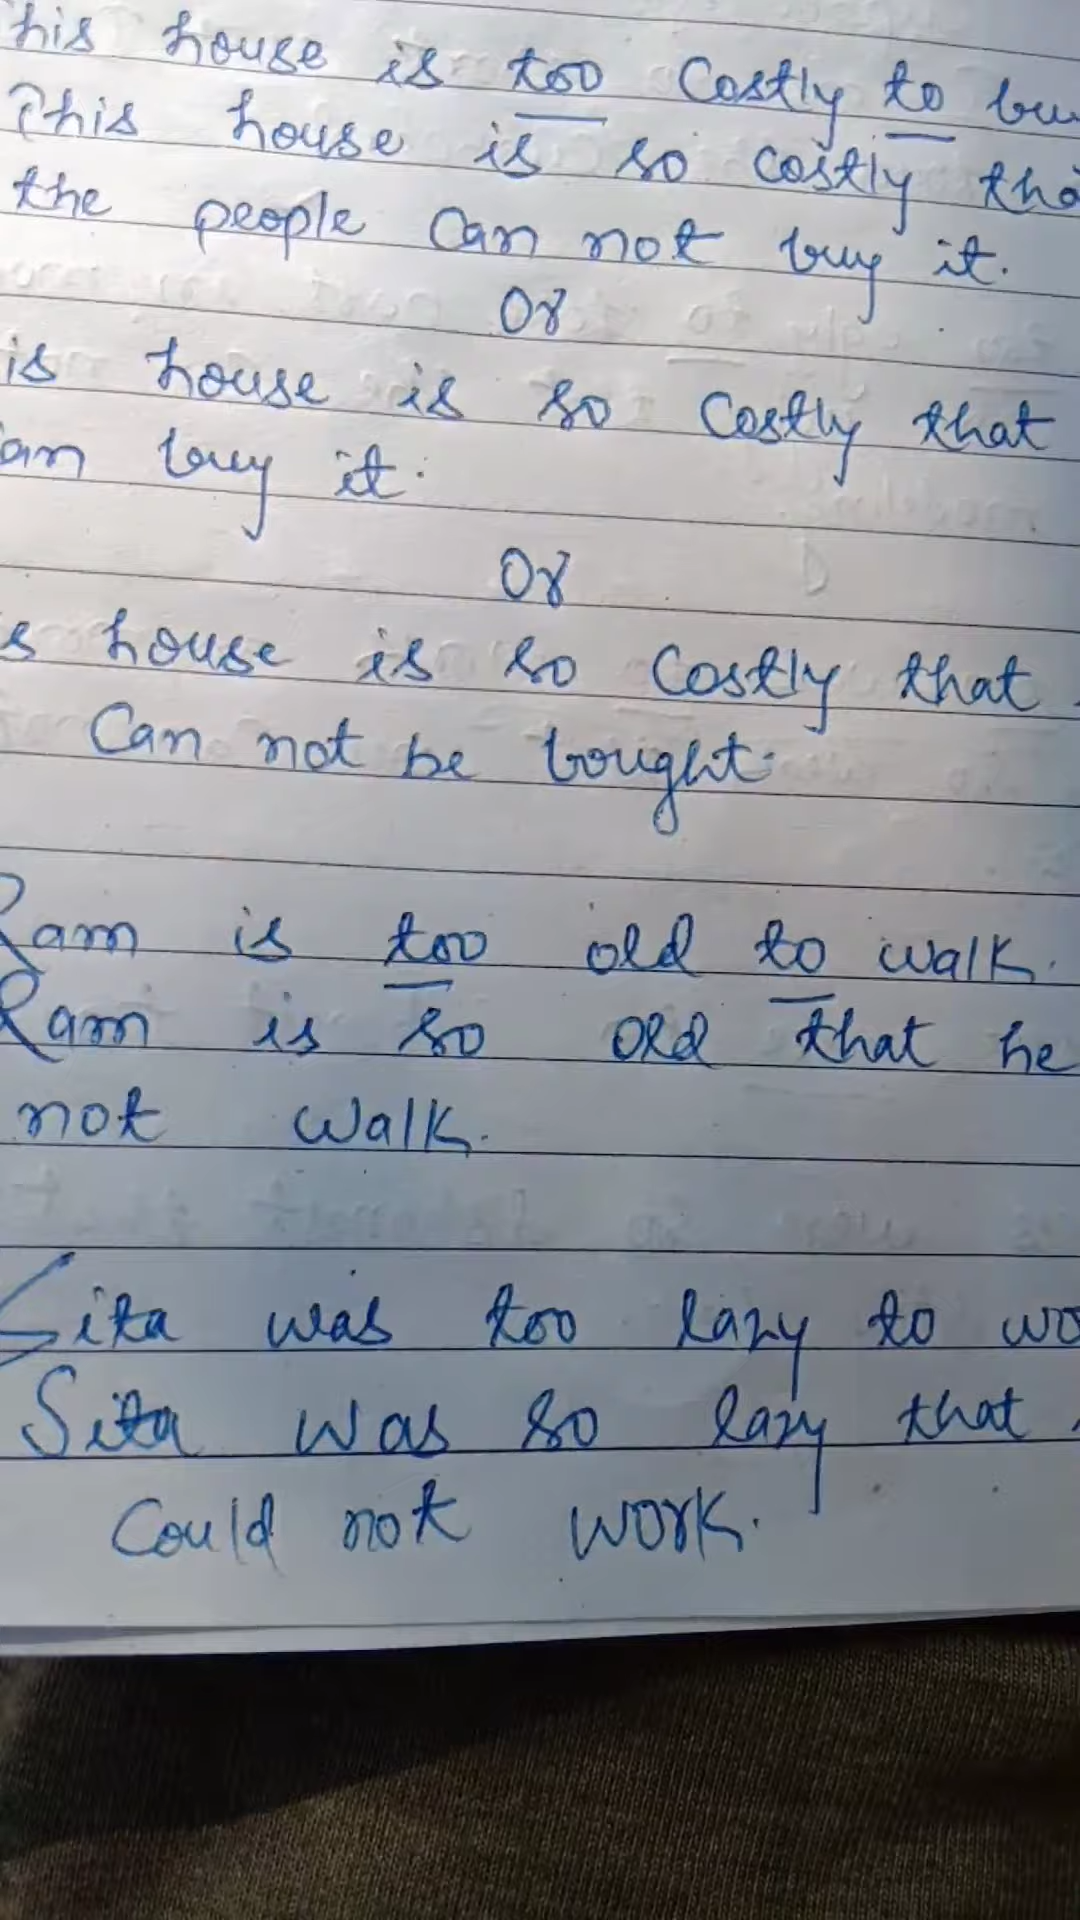 his house is too Costly to bu
This house is so costly tha
the people Can not buy it.
Or
is house is so Costly that
an buy it.
Or
s house is so Costly that
Can not be bought.
Ram is too old to walk.
Ram is so old that he
not walk.
Sita was too lazy to wo
Sita was so lazy that
Could not work.